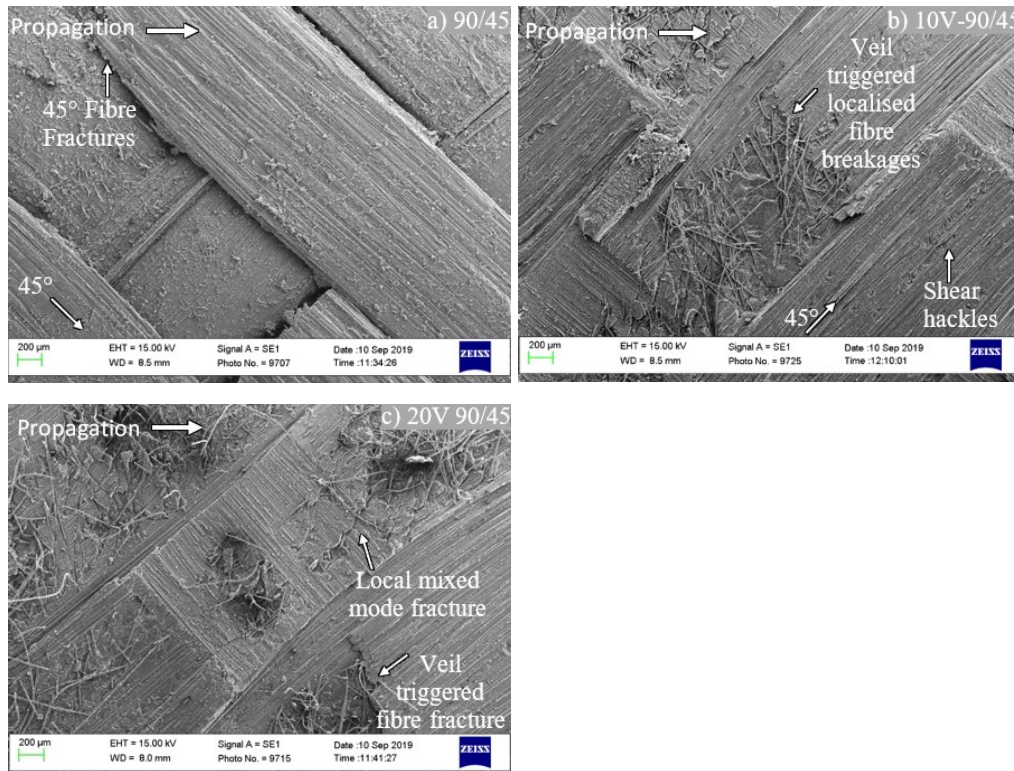 a) 90/45
Propagation
45° Fibre
Fractures
45°
200 µm
EHT = 15.00 kV
WD = 8.5 mm
Signal A = SE1
Photo No. = 9707
Date :10 Sep 2019
Time :11:34:26
ZEISS
b) 10V-90/45
Propagation
Veil
triggered
localised
fibre
breakages
Shear
hackles
45°
200 µm
EHT = 15.00 kV
WD = 8.5 mm
Signal A = SE1
Photo No. = 9725
Date :10 Sep 2019
Time :12:10:01
ZEISS
c) 20V 90/45
Propagation
Local mixed
mode fracture
Veil
triggered
fibre fracture
200 µm
EHT = 15.00 kV
WD = 8.0 mm
Signal A = SE1
Photo No. = 9715
Date :10 Sep 2019
Time :11:41:27
ZEISS